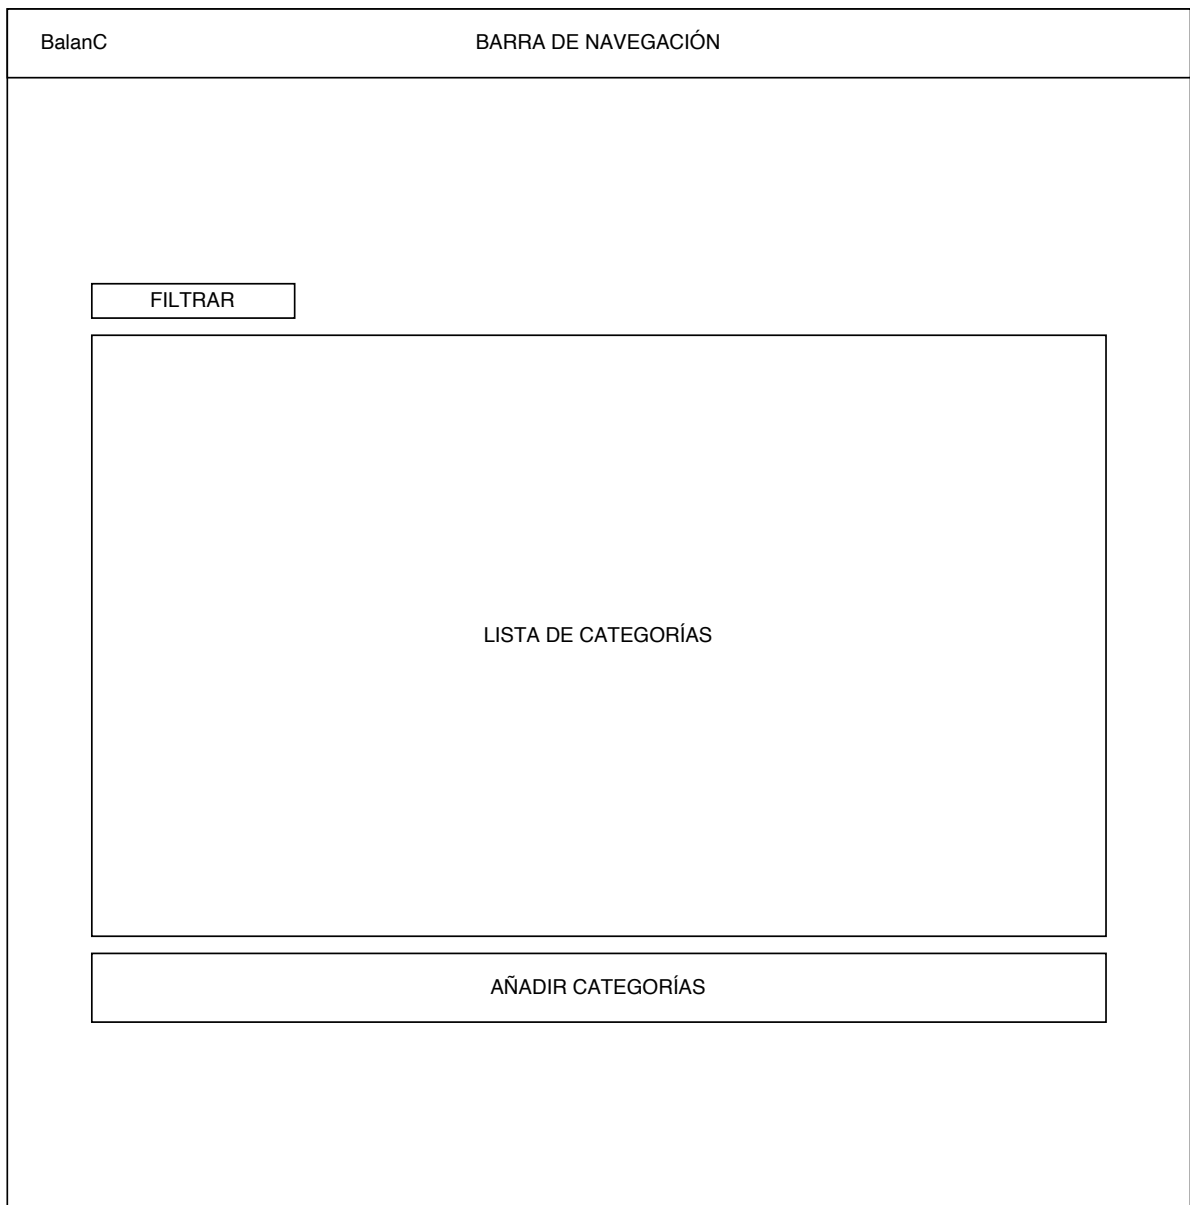 BalanC
BARRA DE NAVEGACIÓN
FILTRAR
LISTA DE CATEGORÍAS
AÑADIR CATEGORÍAS